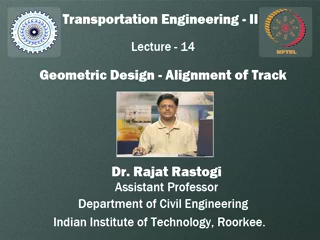 Transportation Engineering - II
Lecture - 14
Geometric Design - Alignment of Track
Dr. Rajat Rastogi
Assistant Professor
Department of Civil Engineering
Indian Institute of Technology, Roorkee.
NPTEL